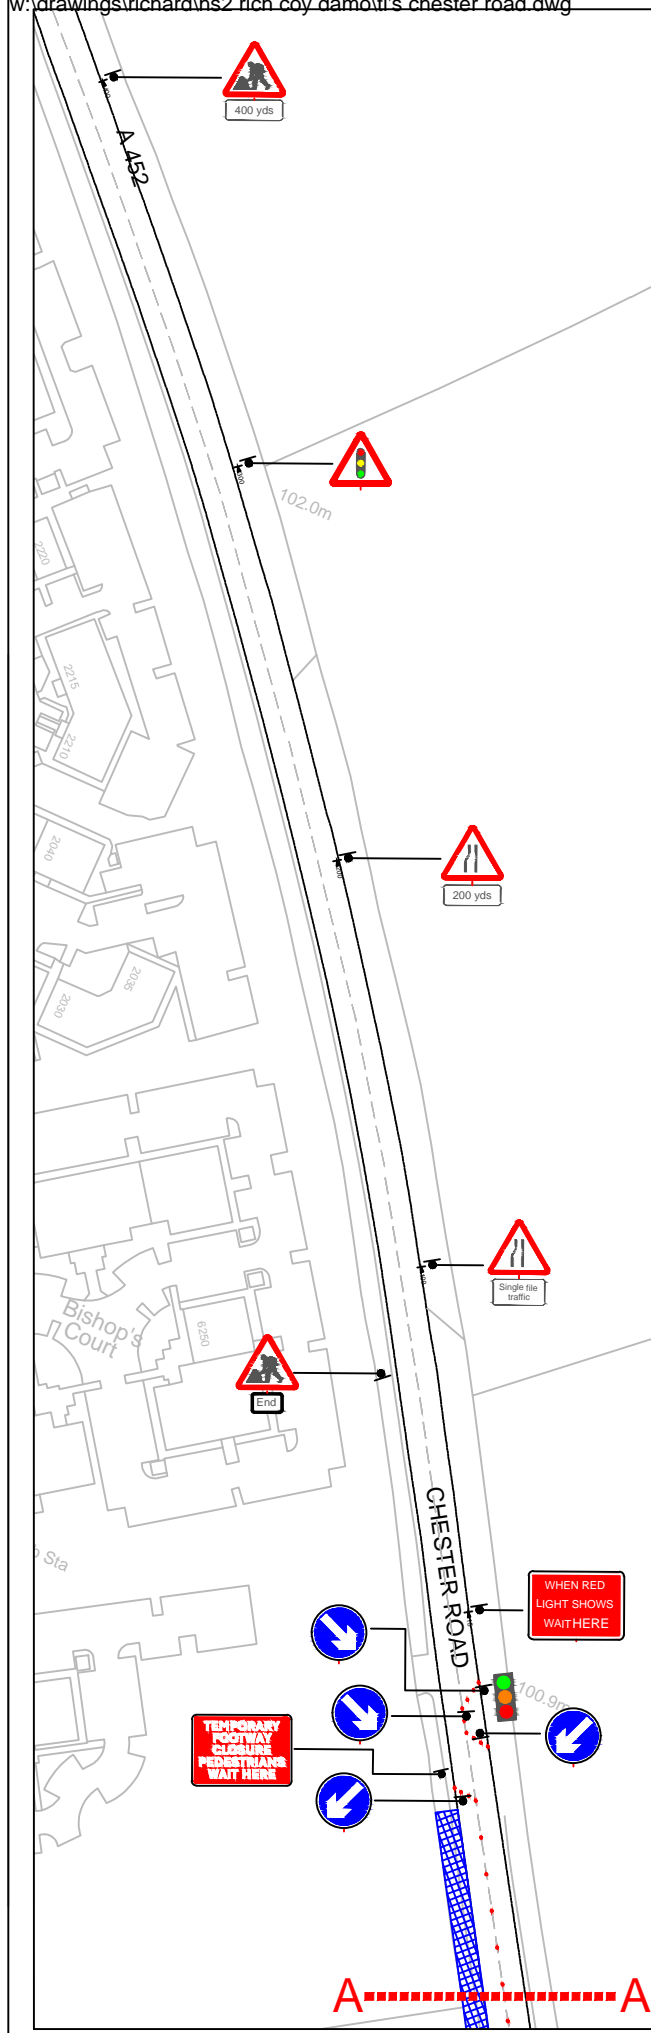 w:\drawings\richard\hs2 rich coy damo\tl's chester road.dwg
400 yds
A 452
102.0m
2220
2215
2210
200 yds
2040
2035
2030
Single file
traffic
Bishop's
Court
6250
End
CHESTER ROAD
Sta
WHEN RED
LIGHT SHOWS
WAIT HERE
100.9m
TEMPORARY
FOOTWAY
CLOSURE
PEDESTRIANS
WAIT HERE
A A